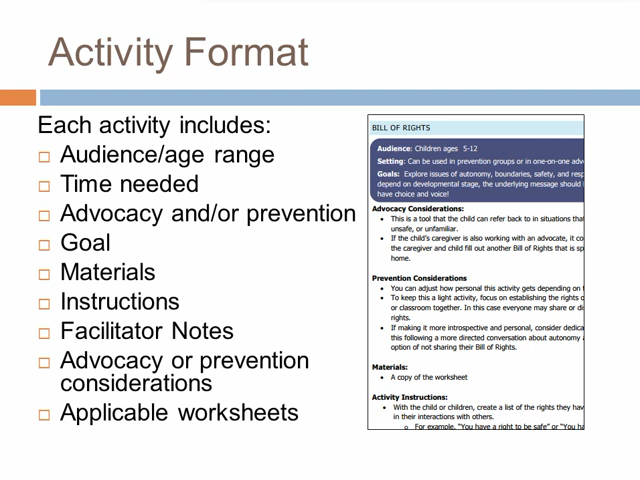 Activity Format
Each activity includes:
Audience/age range
Time needed
Advocacy and/or prevention
Goal
Materials
Instructions
Facilitator Notes
Advocacy or prevention
considerations
Applicable worksheets
BILL OF RIGHTS
Audience: Children ages 5-12
Setting: Can be used in prevention groups or in one-on-one
Goals: Explore issues of autonomy, boundaries, safety, and
depend on developmental stage, the underlying message should
have choice and voice!
Advocacy Considerations:
This is a tool that the child can refer back to in situations
unsafe, or unfamiliar.
If the child's caregiver is also working with an advocate, it
the caregiver and child fill out another Bill of Rights that is
home.
Prevention Considerations
You can adjust how personal this activity gets depending on
To keep this a light activity, focus on establishing the rights
or classroom together. In this case everyone may share or
rights.
If making it more introspective and personal, consider
this following a more directed conversation about autonomy
option of not sharing their Bill of Rights.
Materials:
A copy of the worksheet
Activity Instructions:
With the child or children, create a list of the rights they
in their interactions with others.
For example, "You have a right to be safe" or "You